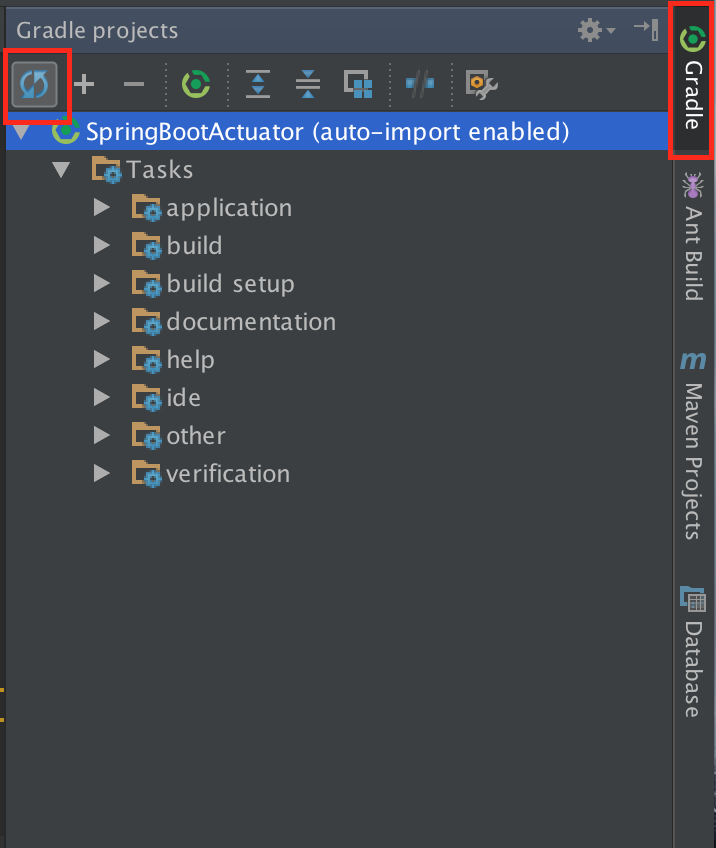 Gradle projects
SpringBootActuator (auto-import enabled)
Tasks
application
build
build setup
documentation
help
ide
other
verification
Gradle
Ant Build
m
Maven Projects
Database